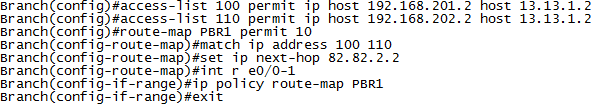 Branch(config)#access-list 100 permit ip host 192.168.201.2 host 13.13.1.2
Branch(config)#access-list 110 permit ip host 192.168.202.2 host 13.13.1.2
Branch(config)#route-map PBR1 permit 10
Branch(config-route-map)#match ip address 100 110
Branch(config-route-map)#set ip next-hop 82.82.2.2
Branch(config-route-map)#int r e0/0-1
Branch(config-if-range)#ip policy route-map PBR1
Branch(config-if-range)#exit